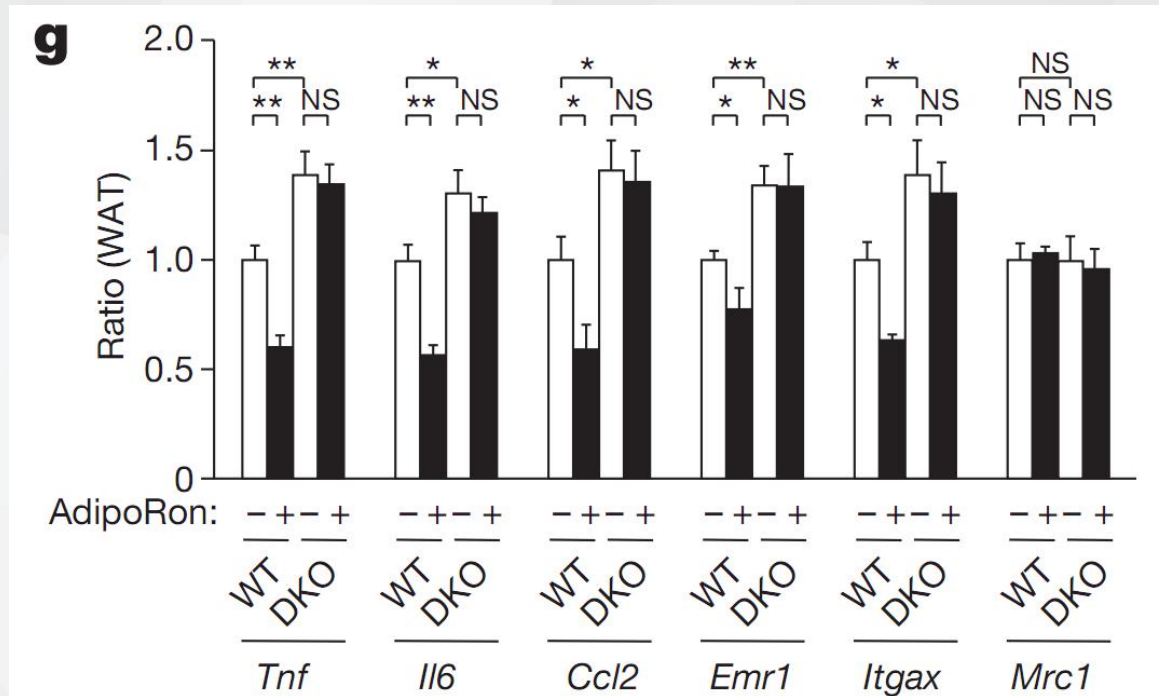 g
2.0
** * * ** * NS
** NS ** NS * NS * NS * NS NS NS
1.5
1.0
0.5
0
Ratio (WAT)
AdipoRon: − + − + − + − + − + − + − + − + − + − + − + − +
WT DKO WT DKO WT DKO WT DKO WT DKO WT DKO
Tnf Il6 Ccl2 Emr1 Itgax Mrc1